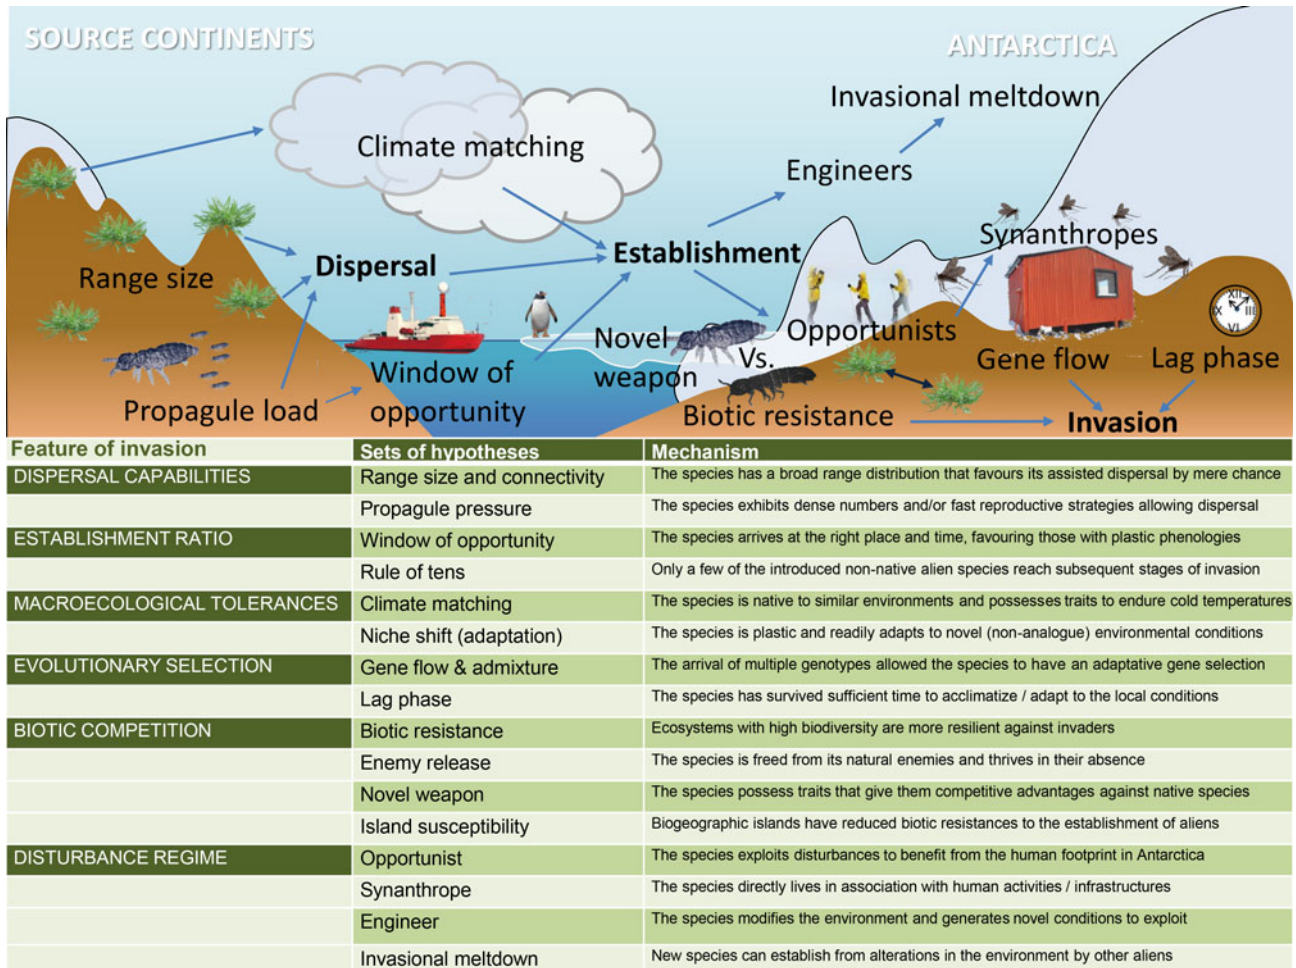 SOURCE CONTINENTS
ANTARCTICA
Invasional meltdown
Climate matching
Engineers
Synanthropes
Establishment
Dispersal
Range size
Novel
weapon
Vs.
Opportunists
Gene flow
Lag phase
Window of
opportunity
Propagule load
Biotic resistance
Invasion
XII
III
VI
IX
Feature of invasion Sets of hypotheses Mechanism
DISPERSAL CAPABILITIES Range size and connectivity The species has a broad range distribution that favours its assisted dispersal by mere chance
Propagule pressure The species exhibits dense numbers and/or fast reproductive strategies allowing dispersal
ESTABLISHMENT RATIO Window of opportunity The species arrives at the right place and time, favouring those with plastic phenologies
Rule of tens Only a few of the introduced non-native alien species reach subsequent stages of invasion
MACROECOLOGICAL TOLERANCES Climate matching The species is native to similar environments and possesses traits to endure cold temperatures
Niche shift (adaptation) The species is plastic and readily adapts to novel (non-analogue) environmental conditions
EVOLUTIONARY SELECTION Gene flow & admixture The arrival of multiple genotypes allowed the species to have an adaptative gene selection
Lag phase The species has survived sufficient time to acclimatize / adapt to the local conditions
BIOTIC COMPETITION Biotic resistance Ecosystems with high biodiversity are more resilient against invaders
Enemy release The species is freed from its natural enemies and thrives in their absence
Novel weapon The species possess traits that give them competitive advantages against native species
Island susceptibility Biogeographic islands have reduced biotic resistances to the establishment of aliens
DISTURBANCE REGIME Opportunist The species exploits disturbances to benefit from the human footprint in Antarctica
Synanthrope The species directly lives in association with human activities / infrastructures
Engineer The species modifies the environment and generates novel conditions to exploit
Invasional meltdown New species can establish from alterations in the environment by other aliens